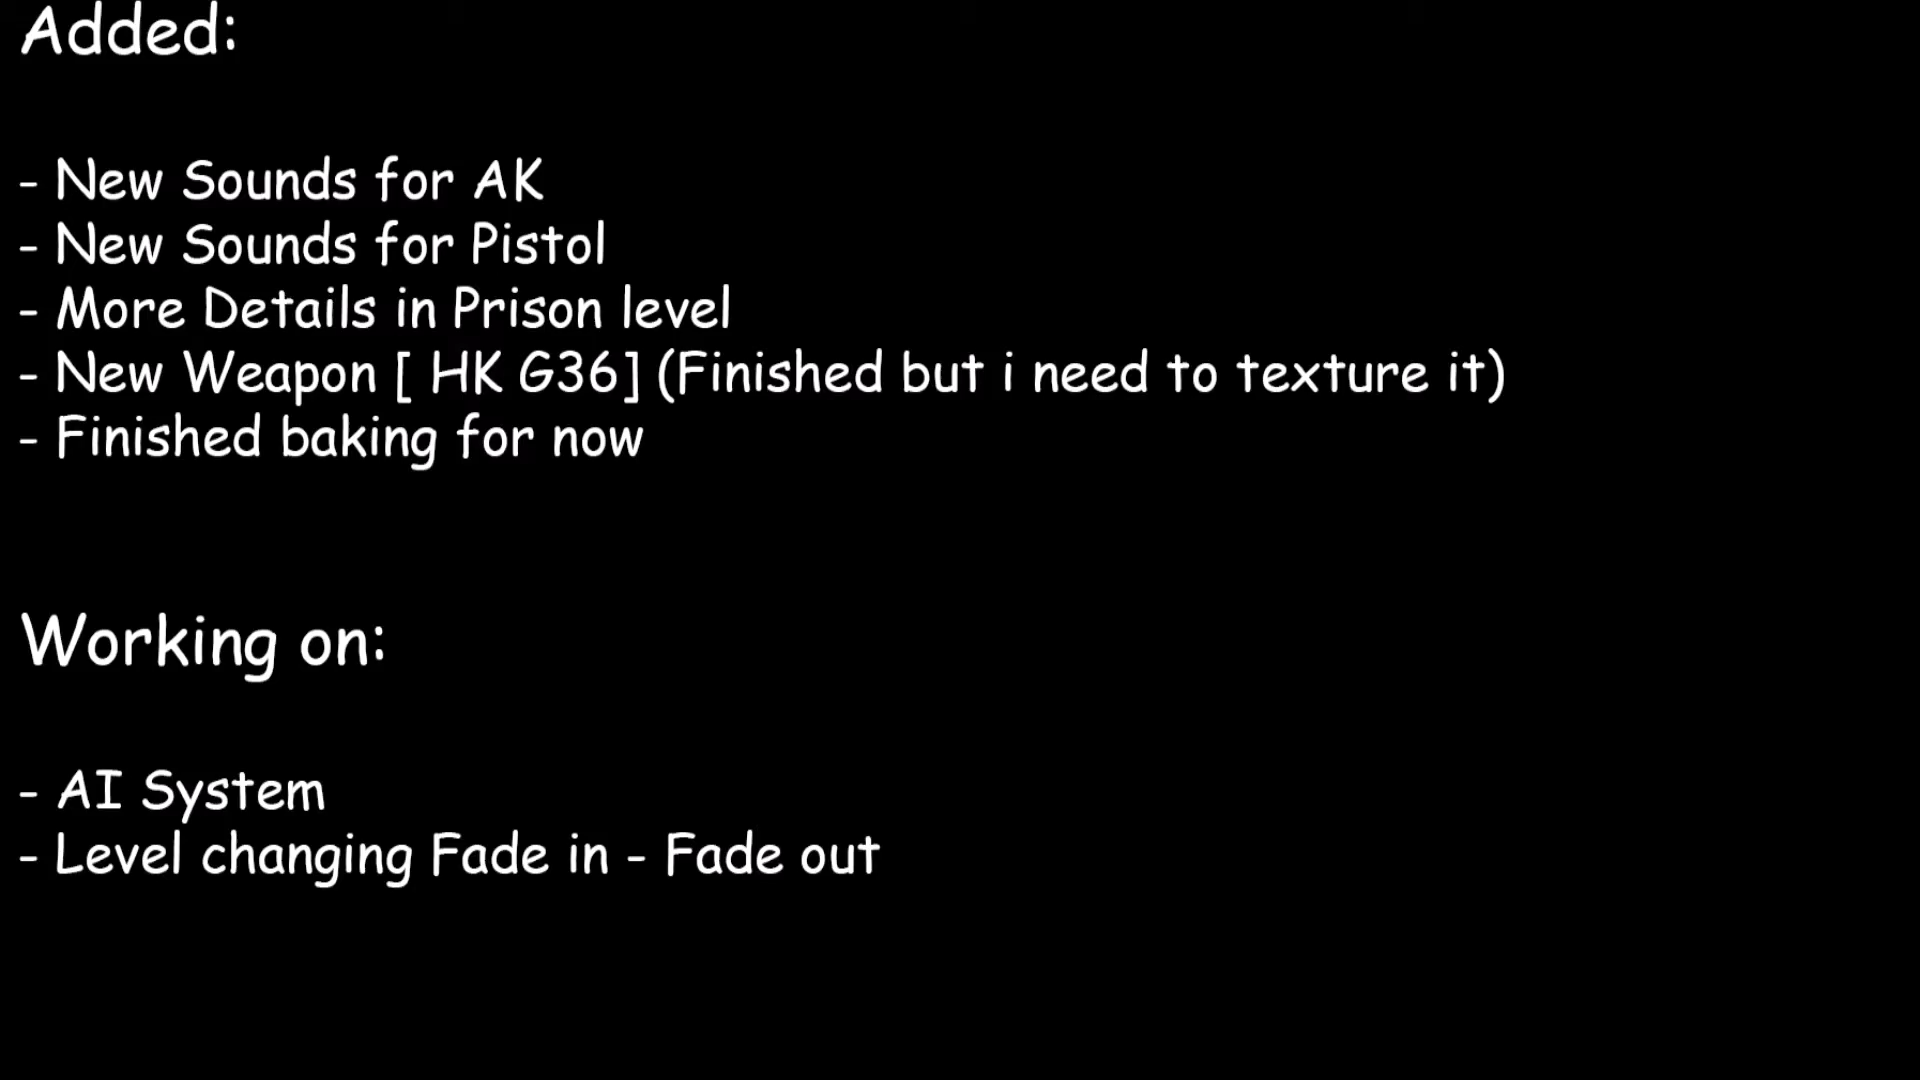 Added:
- New Sounds for AK
- New Sounds for Pistol
- More Details in Prison level
- New Weapon [ HK G36] (Finished but i need to texture it)
- Finished baking for now
Working on:
- AI System
- Level changing Fade in - Fade out